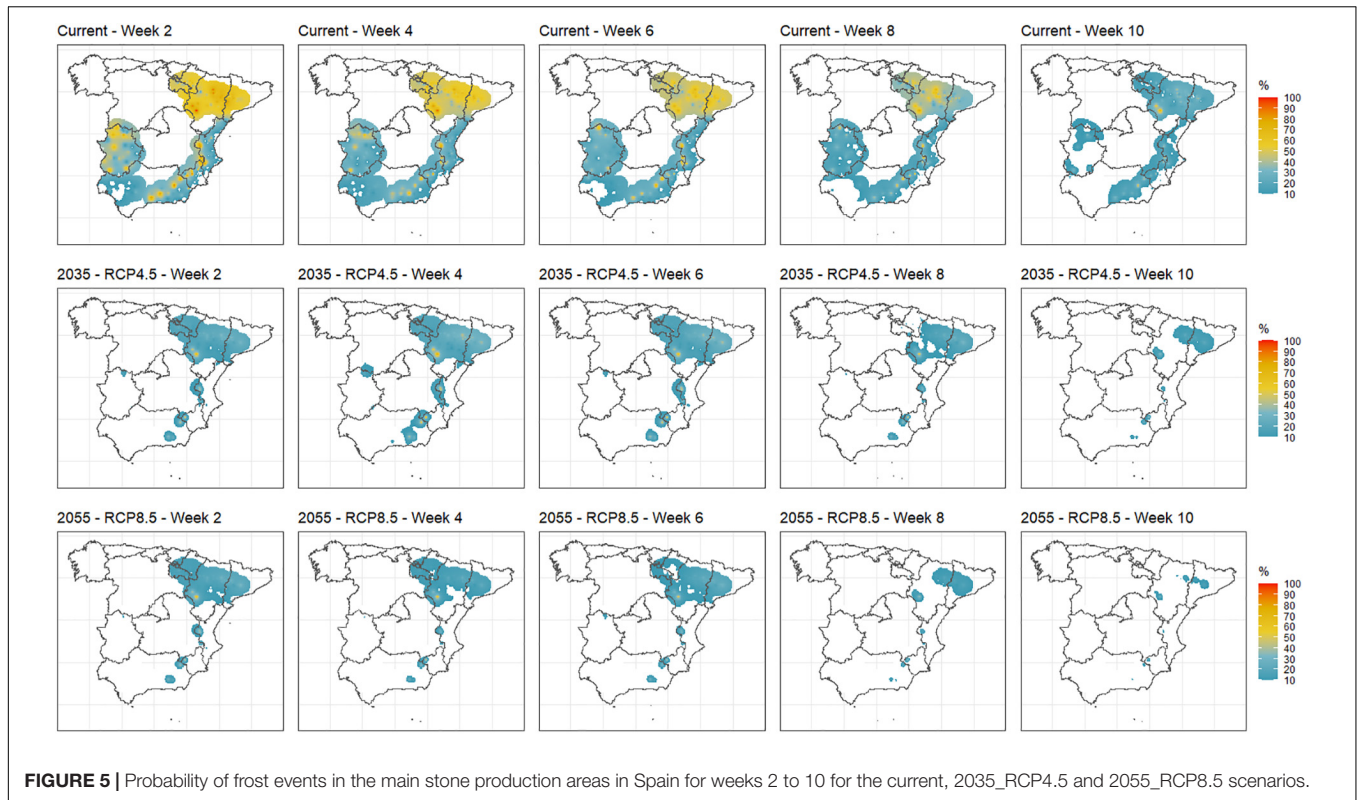 Current - Week 2
Current - Week 4
Current - Week 6
Current - Week 8
Current - Week 10
%
100
90
80
70
60
50
40
30
20
10
2035 - RCP4.5 - Week 2
2035 - RCP4.5 - Week 4
2035 - RCP4.5 - Week 6
2035 - RCP4.5 - Week 8
2035 - RCP4.5 - Week 10
%
100
90
80
70
60
50
40
30
20
10
2055 - RCP8.5 - Week 2
2055 - RCP8.5 - Week 4
2055 - RCP8.5 - Week 6
2055 - RCP8.5 - Week 8
2055 - RCP8.5 - Week 10
%
100
90
80
70
60
50
40
30
20
10
FIGURE 5 | Probability of frost events in the main stone production areas in Spain for weeks 2 to 10 for the current, 2035_RCP4.5 and 2055_RCP8.5 scenarios.